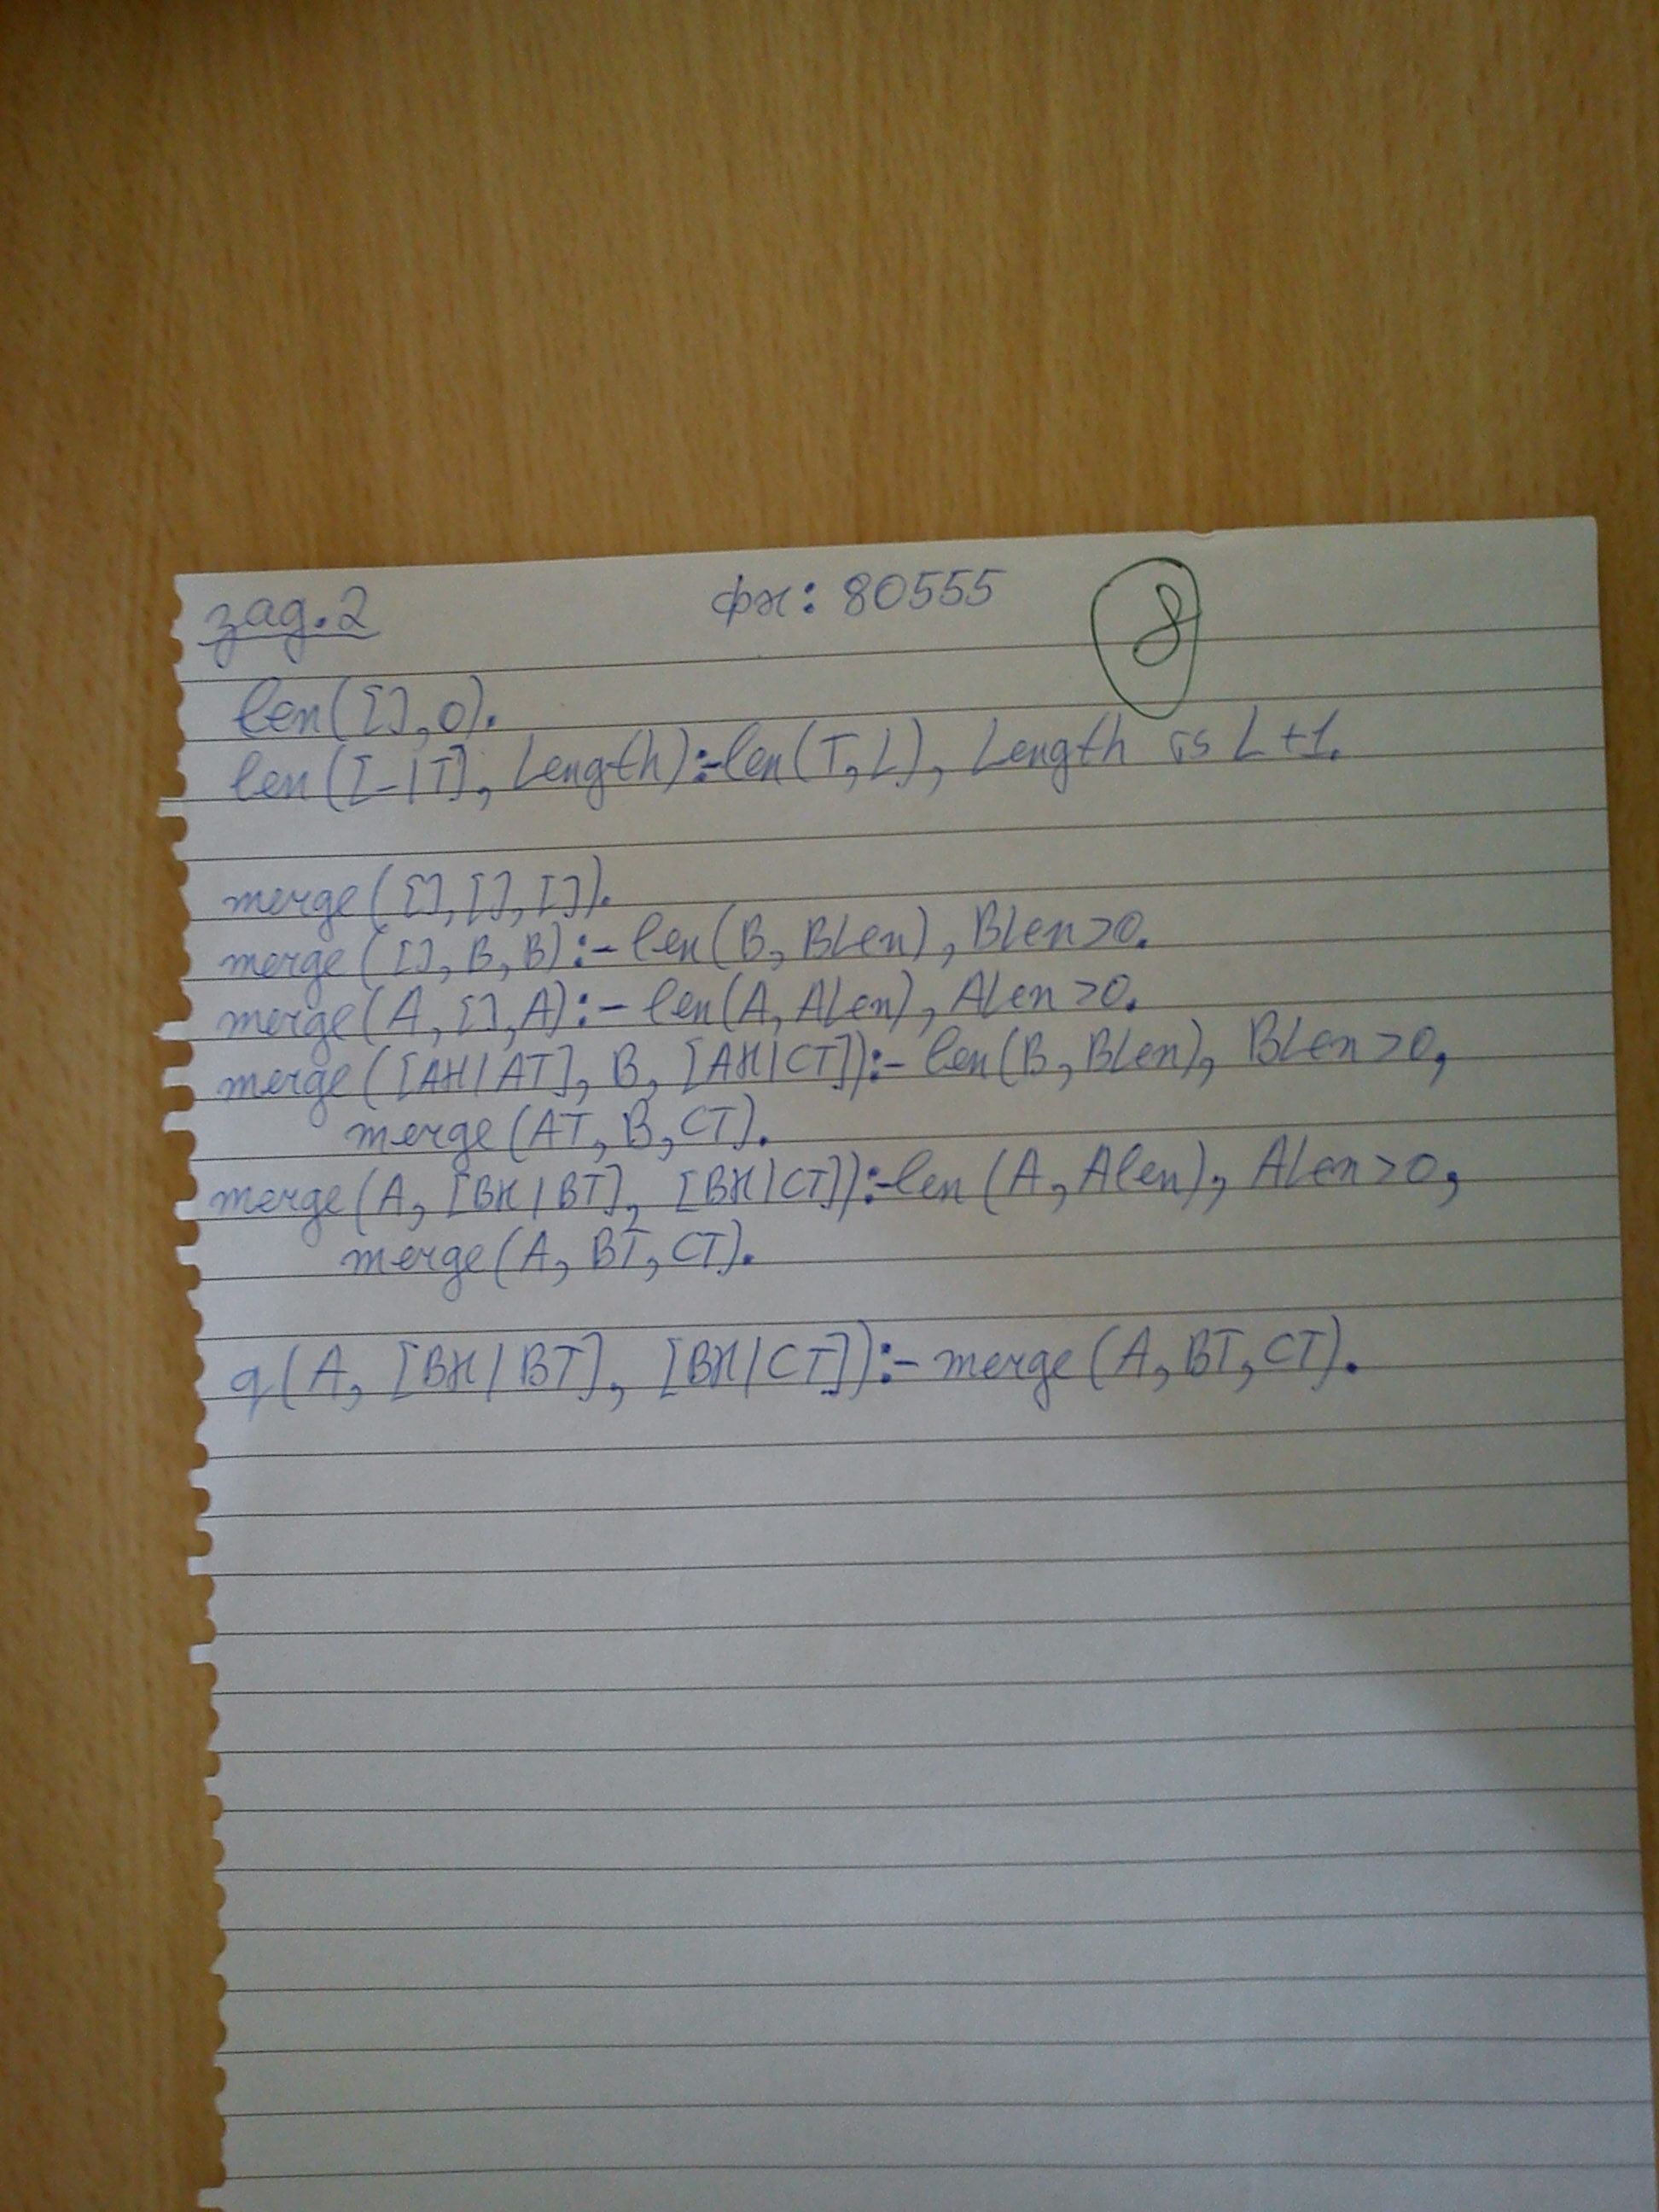 зад.2 фн: 80555 8
len([],0).
len([_|T], Length):-len(T,L), Length is L+1.
merge([],[],[]).
merge([],B,B):-len(B,BLen),BLen>0.
merge(A,[],A):-len(A,ALen),ALen>0.
merge([AH|AT],B,[AH|CT]):-len(B,BLen),BLen>0,
merge(AT,B,CT).
merge(A,[BH|BT],[BH|CT]):-len(A,Alen),ALen>0,
merge(A,BT,CT).
q(A,[BH|BT],[BH|CT]):-merge(A,BT,CT).